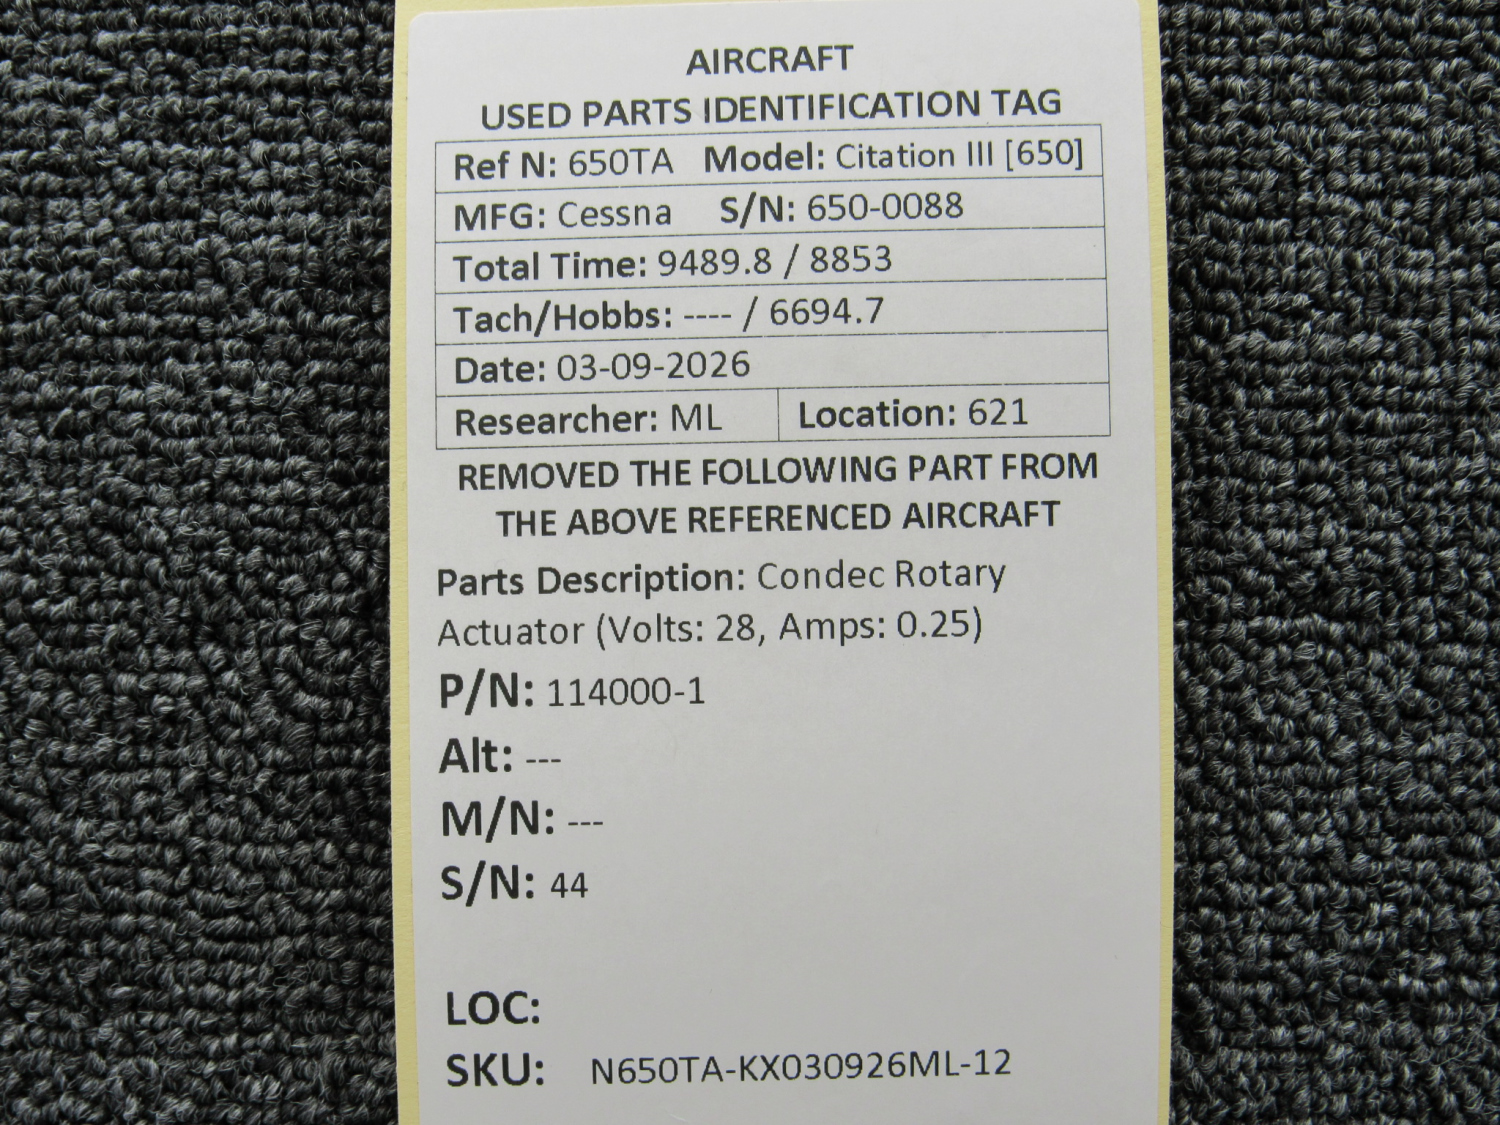 AIRCRAFT
USED PARTS IDENTIFICATION TAG
Ref N: 650TA Model: Citation III [650]
MFG: Cessna S/N: 650-0088
Total Time: 9489.8 / 8853
Tach/Hobbs: ---- / 6694.7
Date: 03-09-2026
Researcher: ML Location: 621
REMOVED THE FOLLOWING PART FROM
THE ABOVE REFERENCED AIRCRAFT
Parts Description: Condec Rotary
Actuator (Volts: 28, Amps: 0.25)
P/N: 114000-1
Alt: ---
M/N: ---
S/N: 44
LOC:
SKU: N650TA-KX030926ML-12